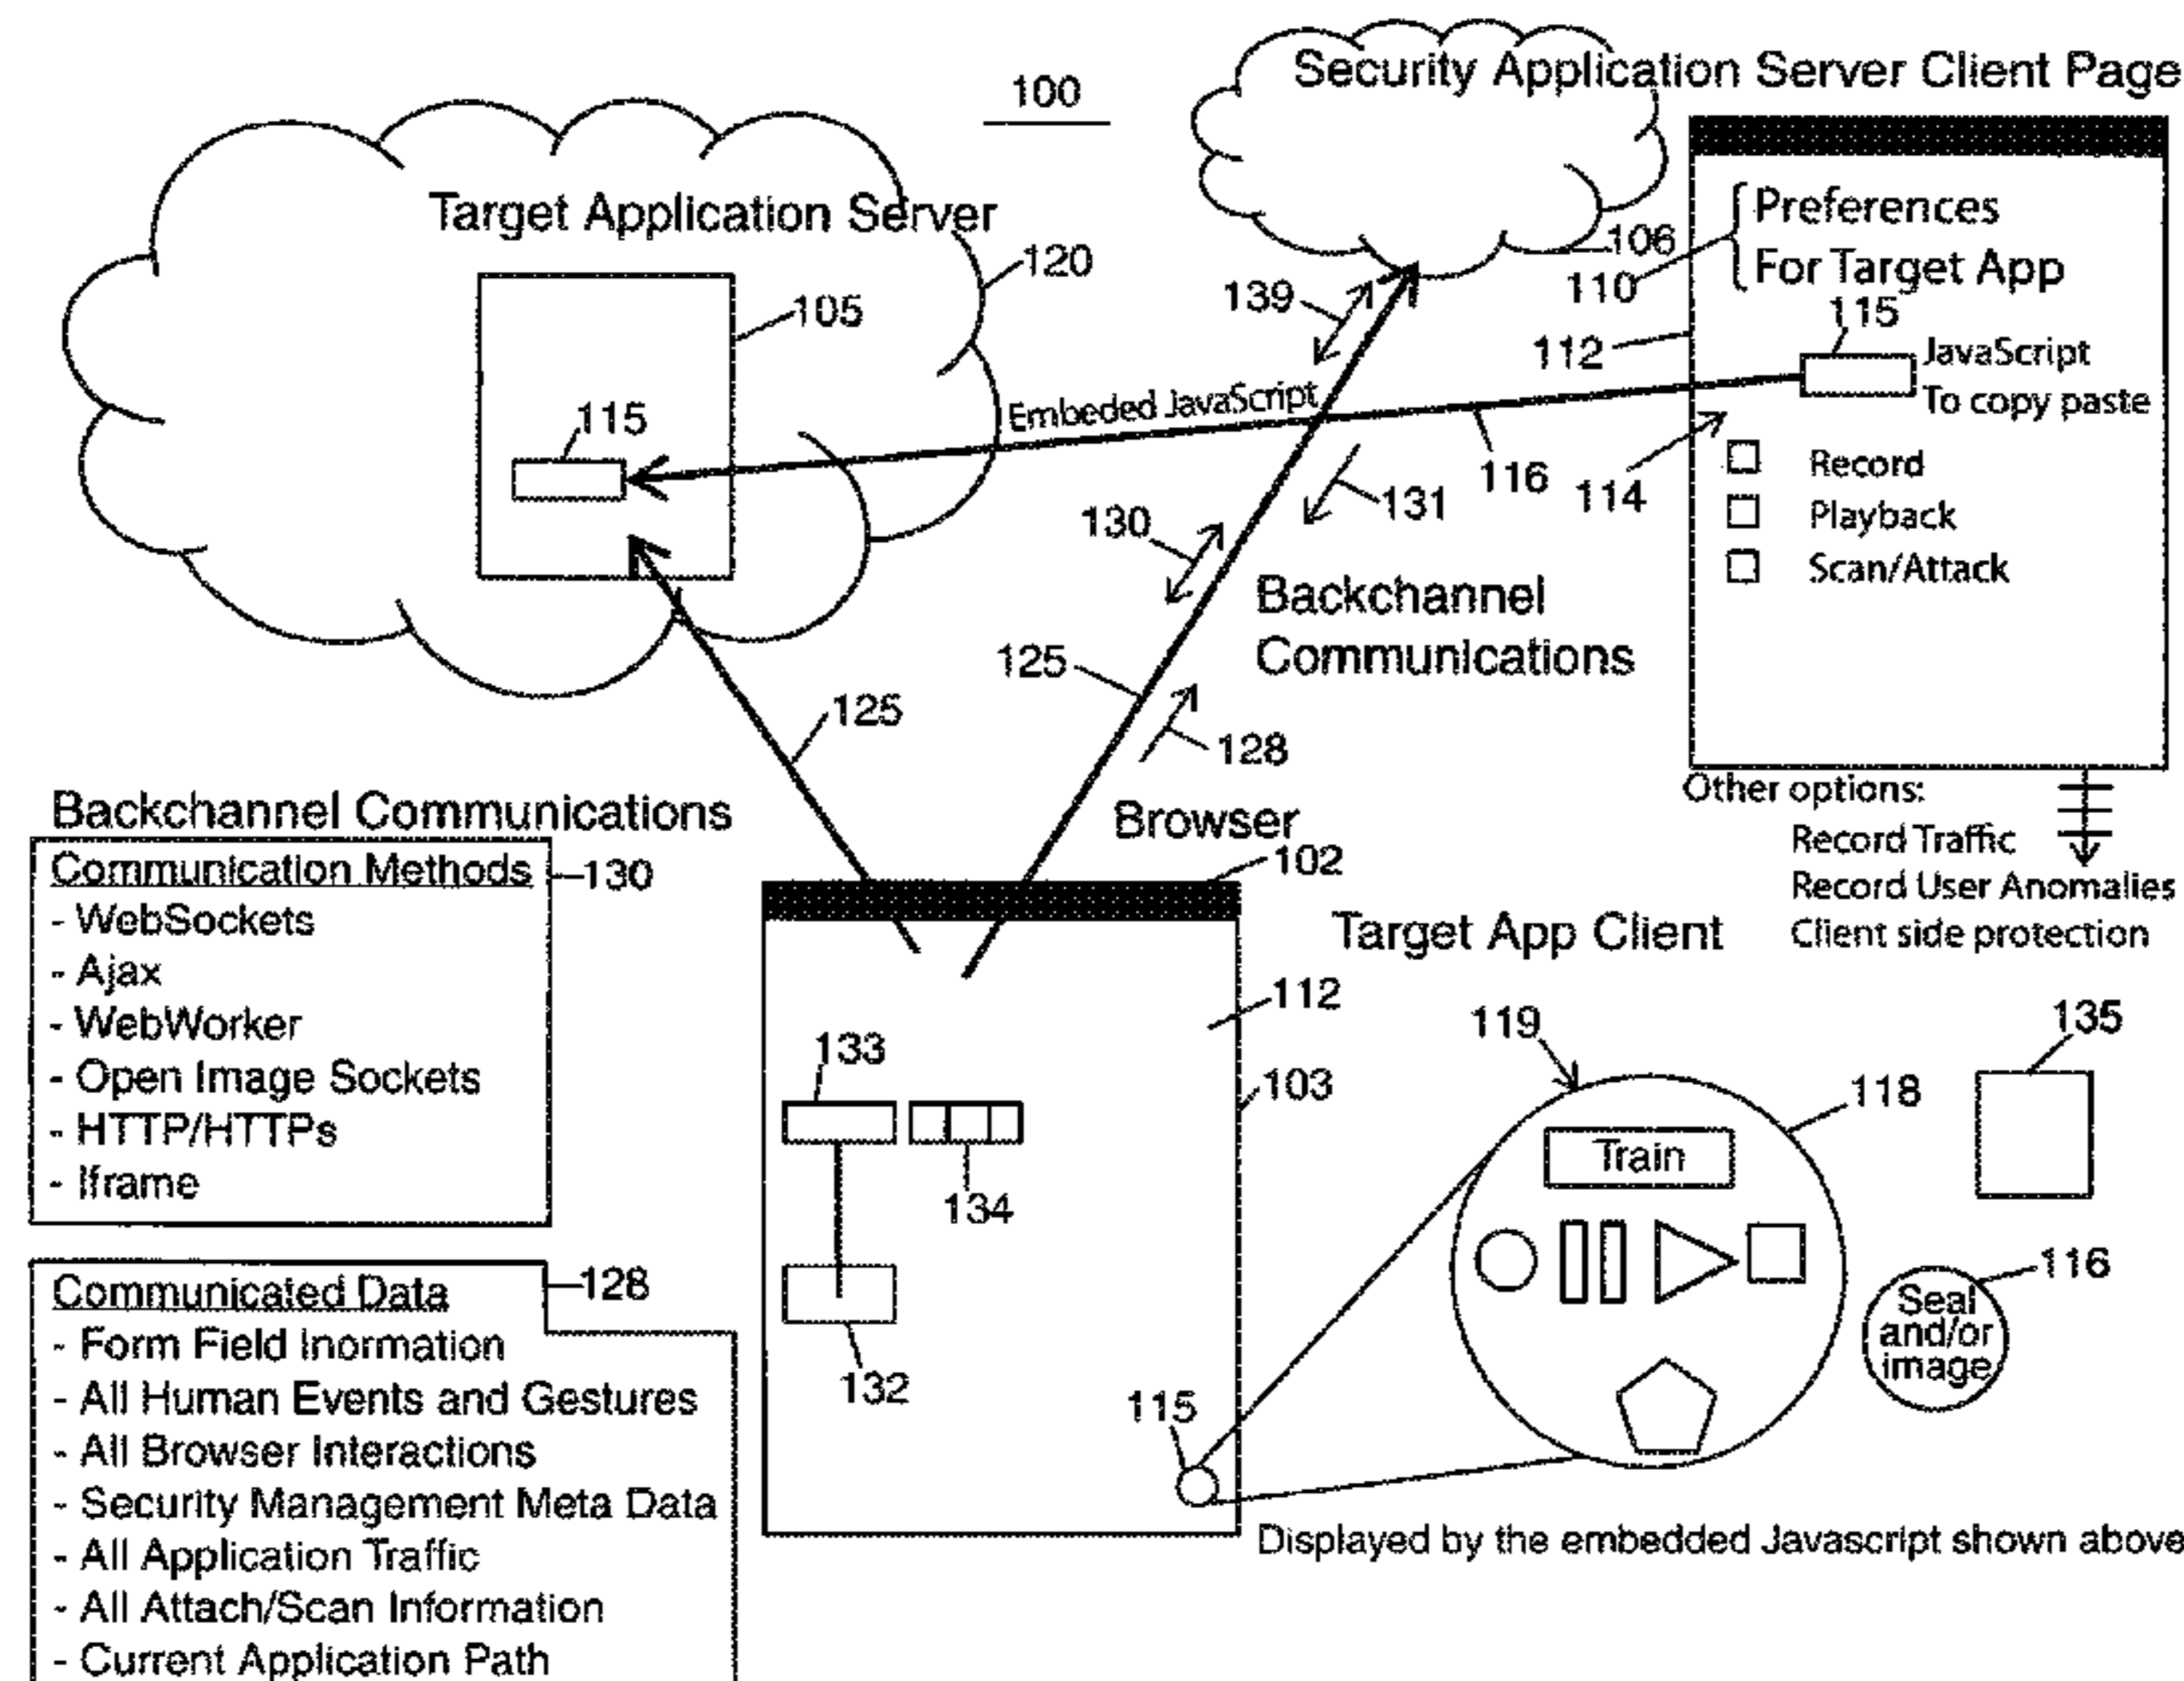 100
Security Application Server Client Page
Target Application Server
120
105
115
106
139
110
Preferences
For Target App
115
112
JavaScript
To copy paste
Embeded JavaScript
116
114
131
130
Record
Playback
Scan/Attack
Backchannel
Communications
125
125
128
Other options:
Record Traffic
Record User Anomalies
Client side protection
Browser
102
Target App Client
Backchannel Communications
Communication Methods
130
- WebSockets
- Ajax
- WebWorker
- Open Image Sockets
- HTTP/HTTPs
- Iframe
Communicated Data
128
- Form Field Inormation
- All Human Events and Gestures
- All Browser Interactions
- Security Management Meta Data
- All Application Traffic
- All Attach/Scan Information
- Current Application Path
112
103
133
134
132
115
119
118
Train
135
116
Seal
and/or
image
Displayed by the embedded Javascript shown above